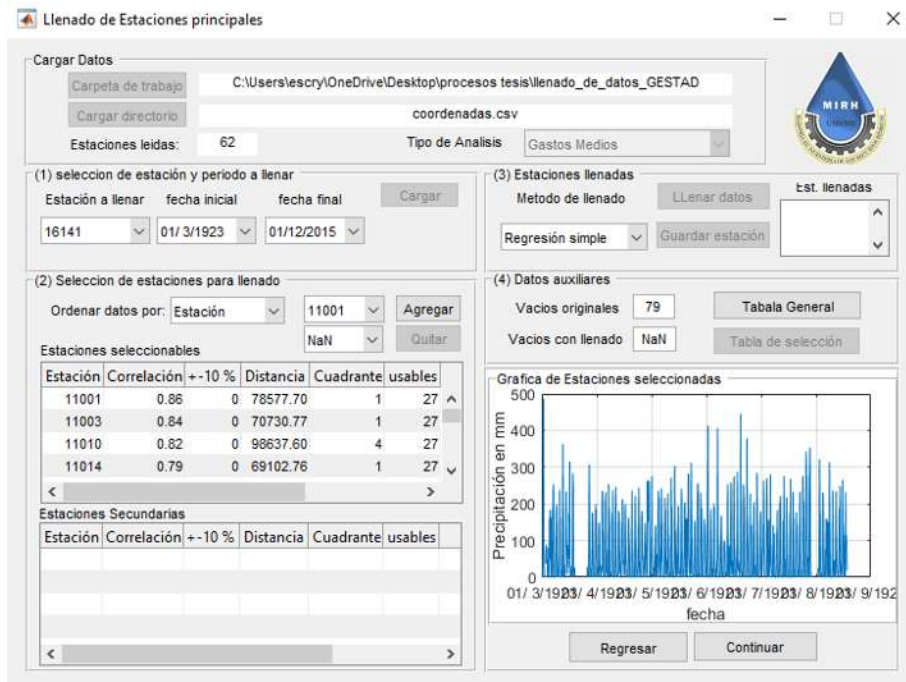 Llenado de Estaciones principales
Cargar Datos
Carpeta de trabajo C:\Users\escry\OneDrive\Desktop\procesos tesis\llenado_de_datos_GESTAD
Cargar directorio coordenadas.csv
Estaciones leidas: 62 Tipo de Analisis Gastos Medios
MIRH
(1) seleccion de estación y periodo a llenar
Estación a llenar fecha inicial fecha final Cargar
16141 01/ 3/1923 01/12/2015
(3) Estaciones llenadas
Metodo de llenado LLenar datos Est. llenadas
Regresión simple Guardar estación
(2) Seleccion de estaciones para llenado
Ordenar datos por: Estación 11001 Agregar
NaN Quitar
Estaciones seleccionables
Estación Correlación +-10 % Distancia Cuadrante usables
11001 0.86 0 78577.70 1 27
11003 0.84 0 70730.77 1 27
11010 0.82 0 98637.60 4 27
11014 0.79 0 69102.76 1 27
Estaciones Secundarias
Estación Correlación +-10 % Distancia Cuadrante usables
(4) Datos auxiliares
Vacios originales 79 Tabala General
Vacios con llenado NaN Tabla de selección
Grafica de Estaciones seleccionadas
Precipitación en mm
500
400
300
200
100
0
01/ 3/1923
fecha
Regresar Continuar